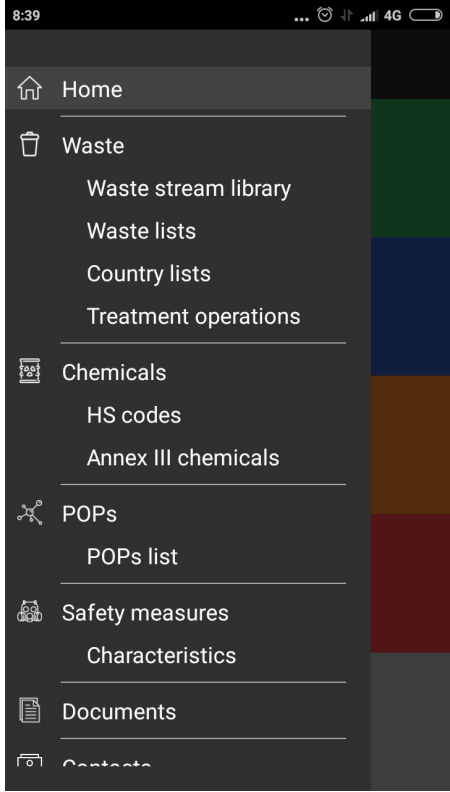 8:39
... 4G
Home
Waste
Waste stream library
Waste lists
Country lists
Treatment operations
Chemicals
HS codes
Annex III chemicals
POPs
POPs list
Safety measures
Characteristics
Documents
Contacts